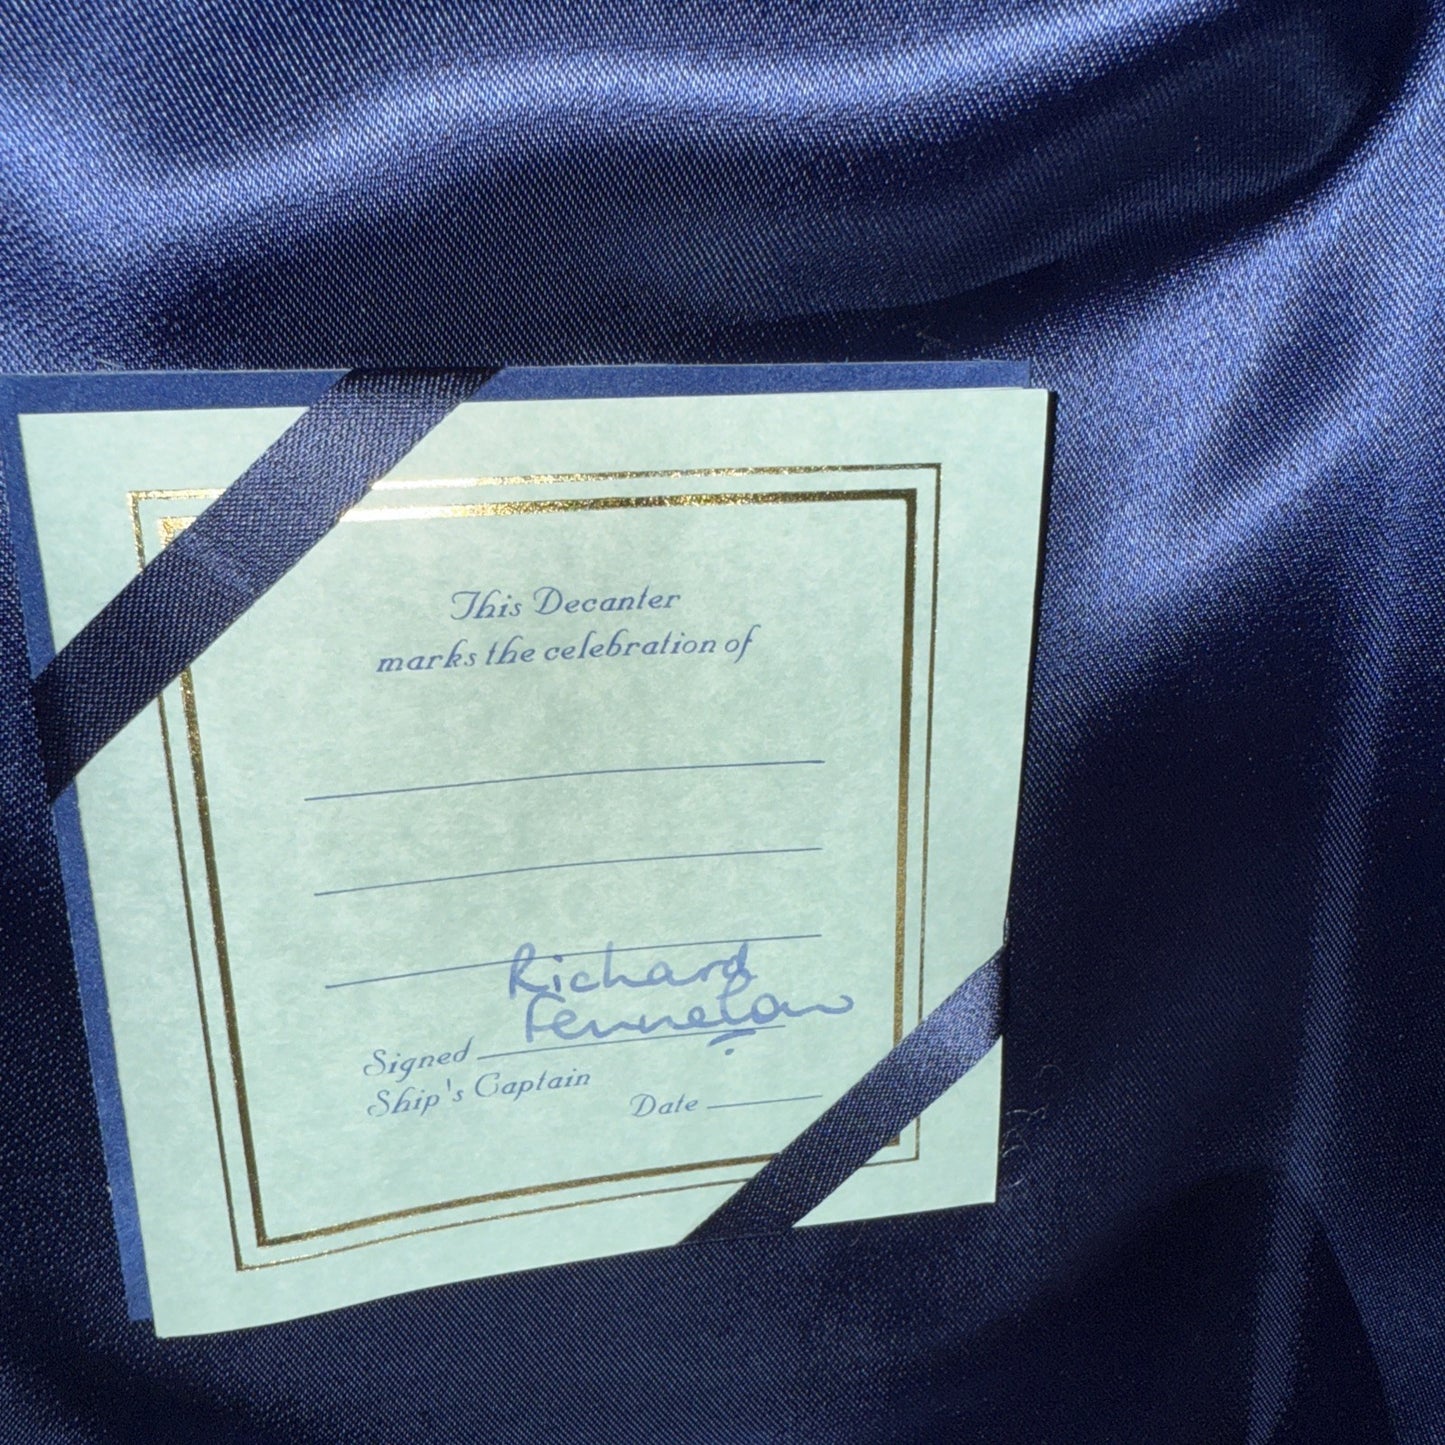 This Decanter
marks the celebration of
Richard
Fennelow
Signed
Ship's Captain
Date